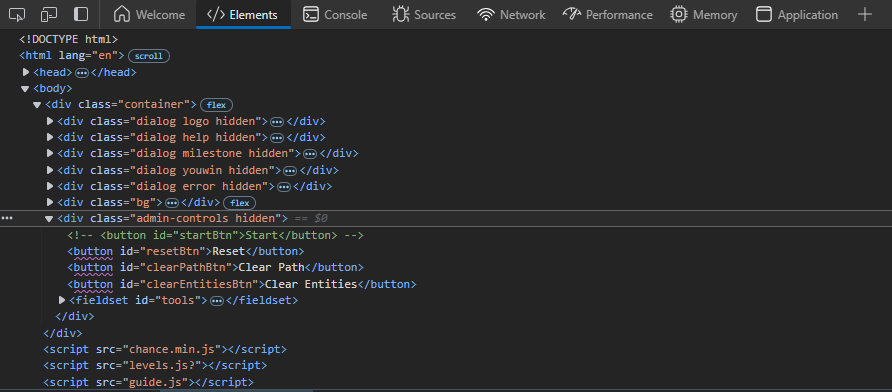 Welcome Elements Console Sources Network Performance Memory Application
<!DOCTYPE html>
<html lang="en"> scroll
<head> </head>
<body>
<div class="container"> flex
<div class="dialog logo hidden"> </div>
<div class="dialog help hidden"> </div>
<div class="dialog milestone hidden"> </div>
<div class="dialog youwin hidden"> </div>
<div class="dialog error hidden"> </div>
<div class="bg"> </div> flex
<div class="admin-controls hidden"> == $0
<!-- <button id="startBtn">Start</button> -->
<button id="resetBtn">Reset</button>
<button id="clearPathBtn">Clear Path</button>
<button id="clearEntitiesBtn">Clear Entities</button>
<fieldset id="tools"> </fieldset>
</div>
</div>
<script src="chance.min.js"></script>
<script src="levels.js?"></script>
<script src="guide.js"></script>